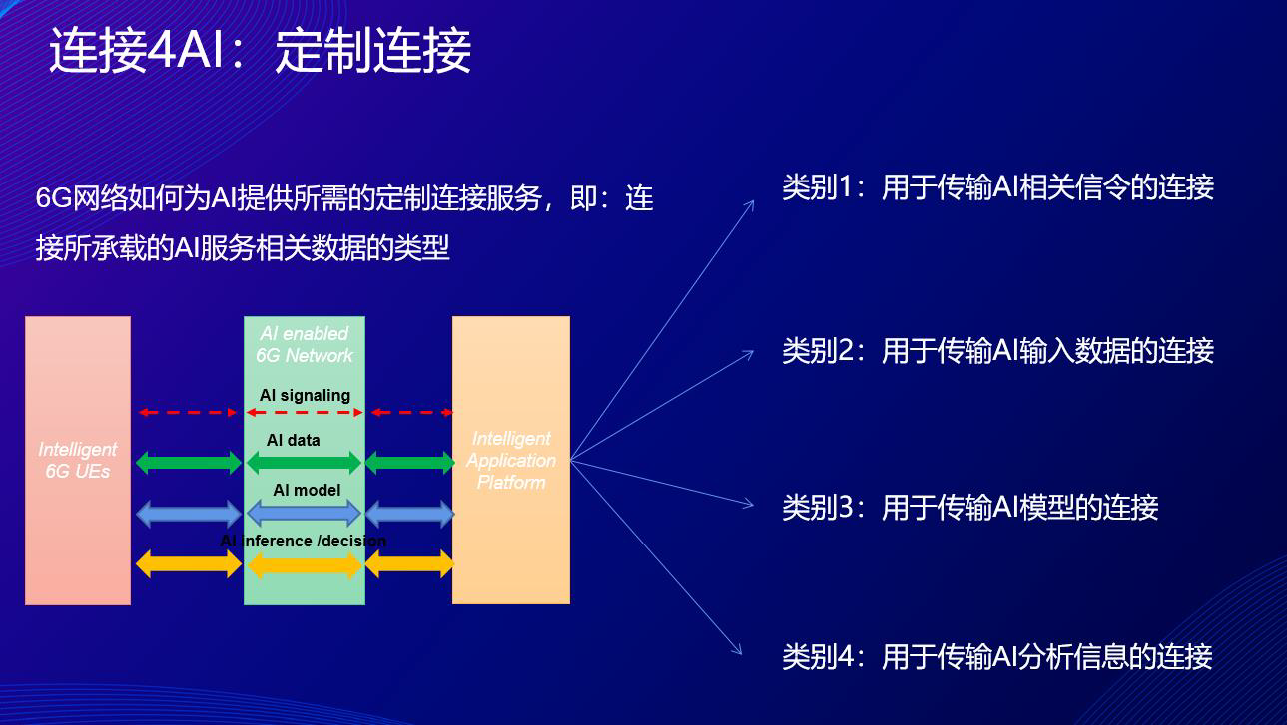 连接4AI：定制连接
6G网络如何为AI提供所需的定制连接服务，即：连
接所承载的AI服务相关数据的类型
Intelligent
6G UEs
AI enabled
6G Network
AI signaling
AI data
AI model
AI inference /decision
Intelligent
Application
Platform
类别1：用于传输AI相关信令的连接
类别2：用于传输AI输入数据的连接
类别3：用于传输AI模型的连接
类别4：用于传输AI分析信息的连接